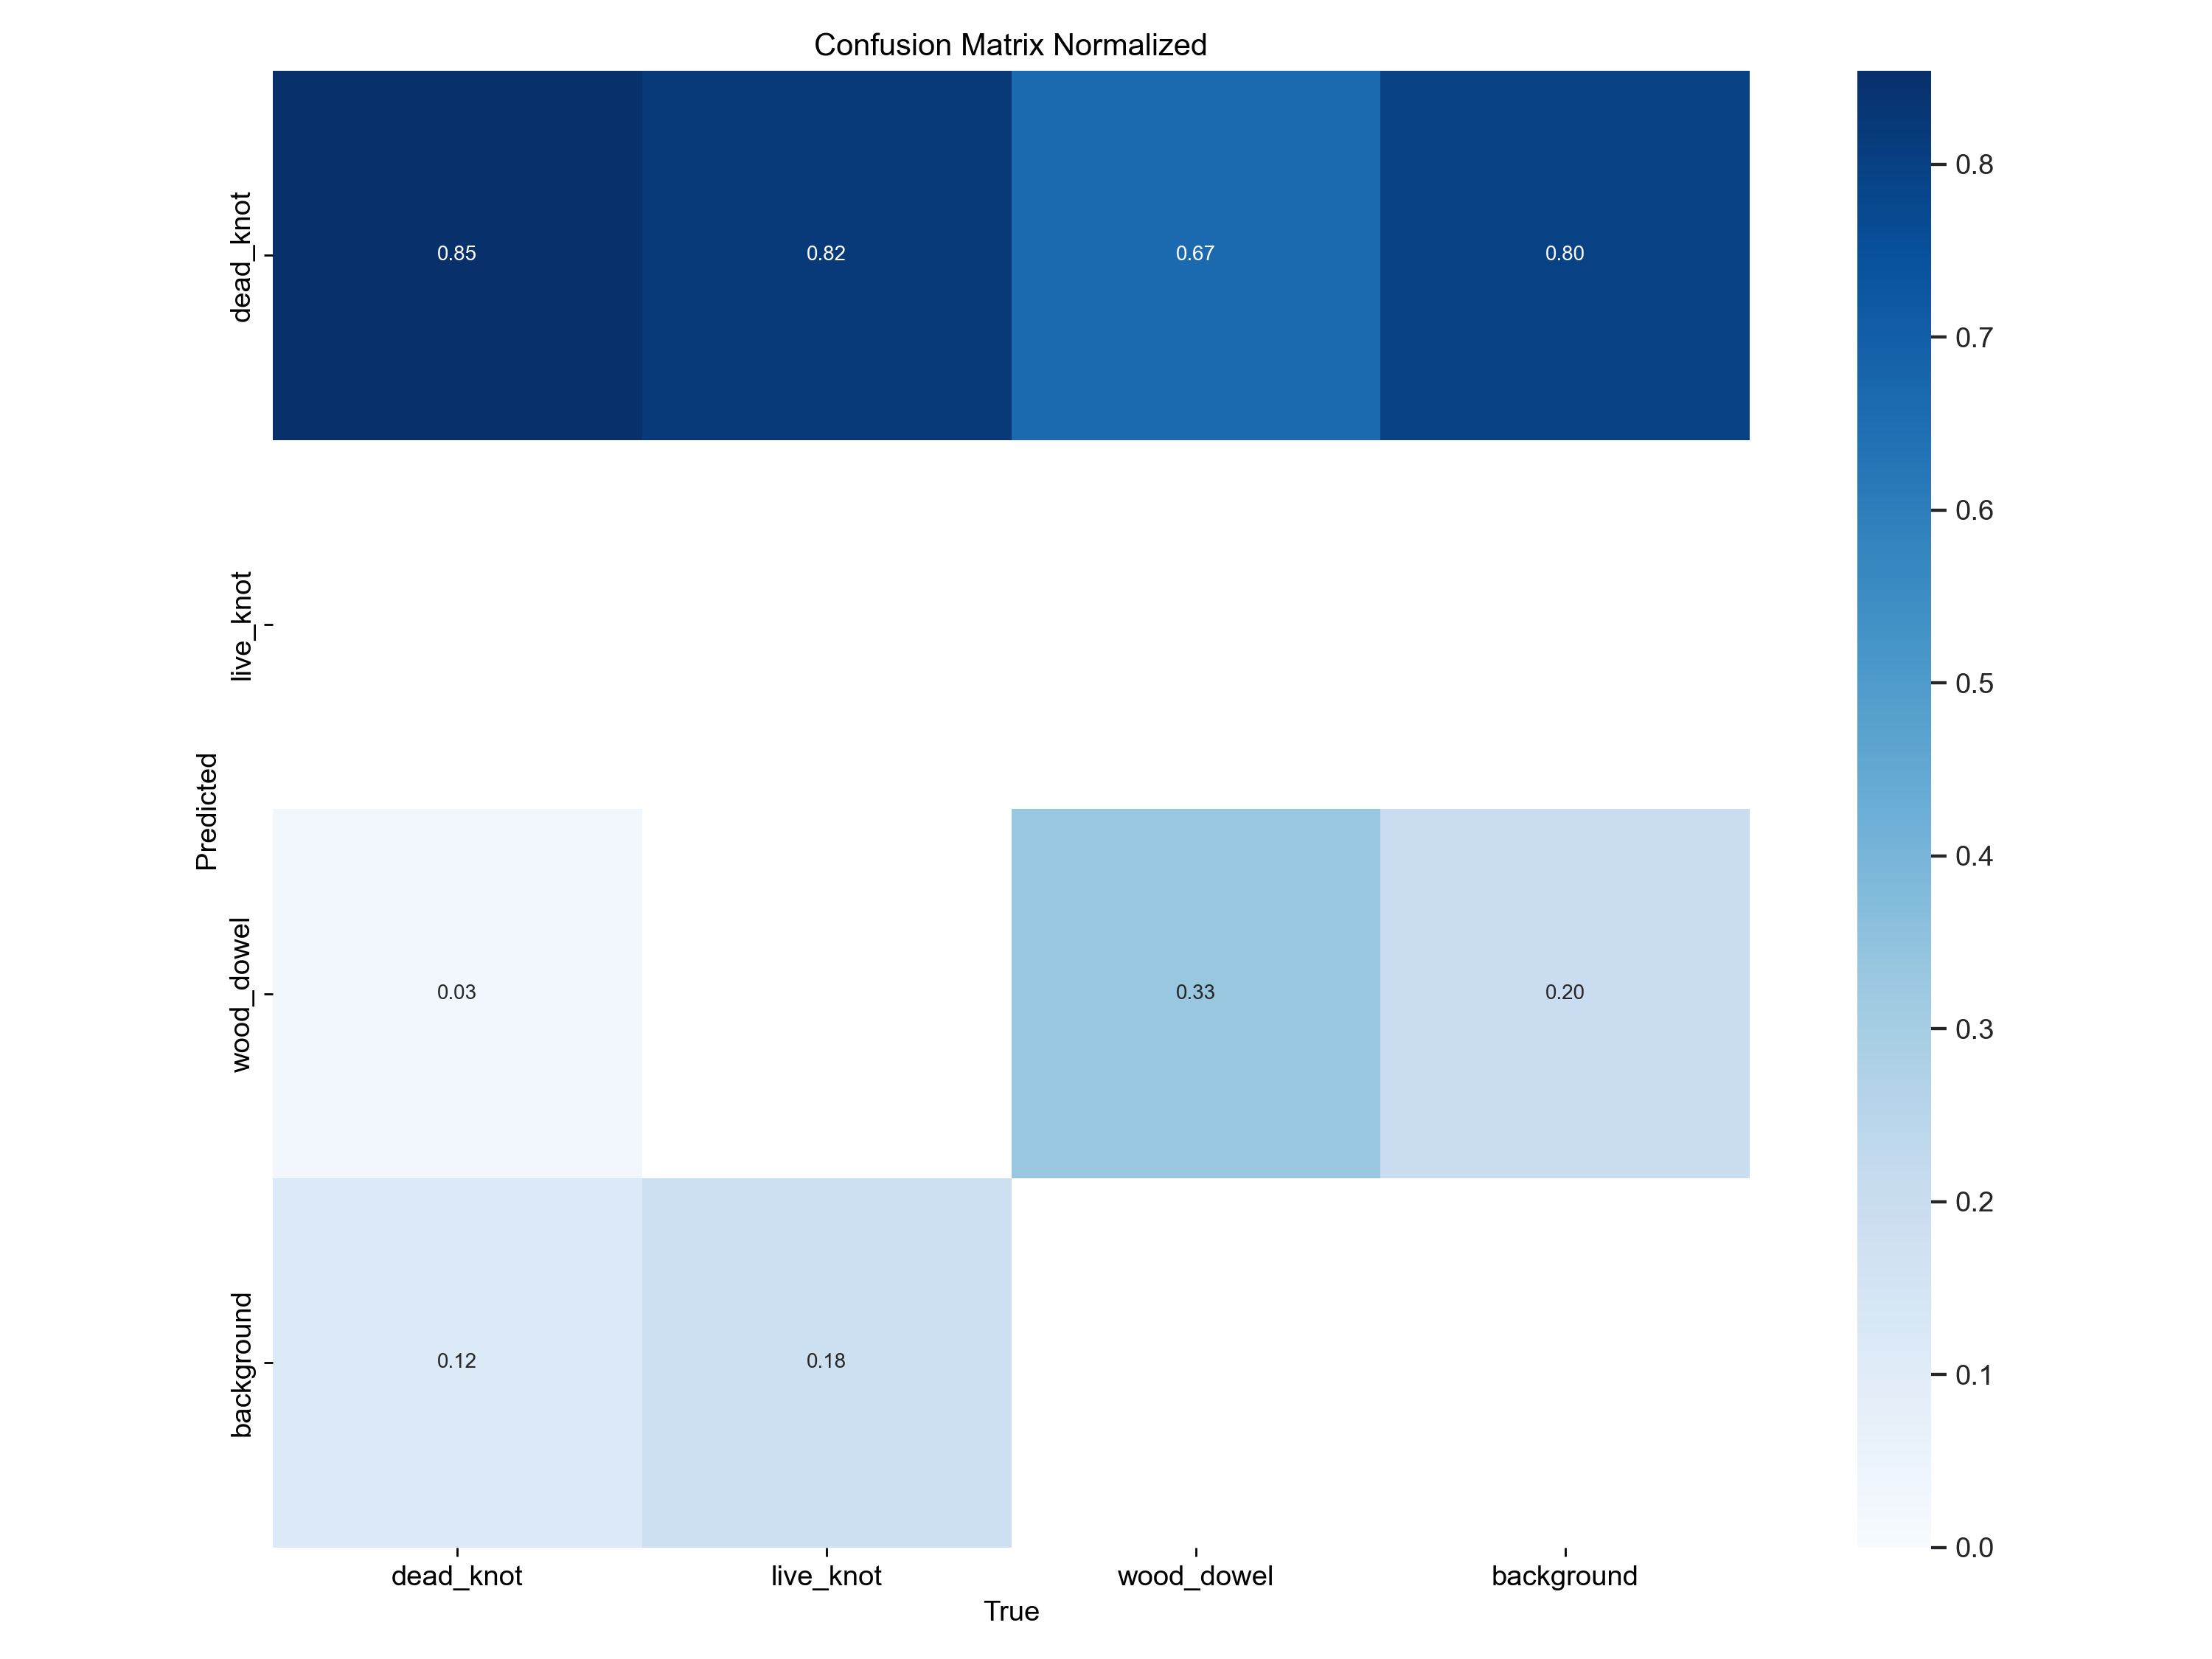 Confusion Matrix Normalized
dead_knot
0.85 0.82 0.67 0.80
live_knot
Predicted
wood_dowel
0.03 0.33 0.20
background
0.12 0.18
dead_knot live_knot wood_dowel background
True
0.8
0.7
0.6
0.5
0.4
0.3
0.2
0.1
0.0